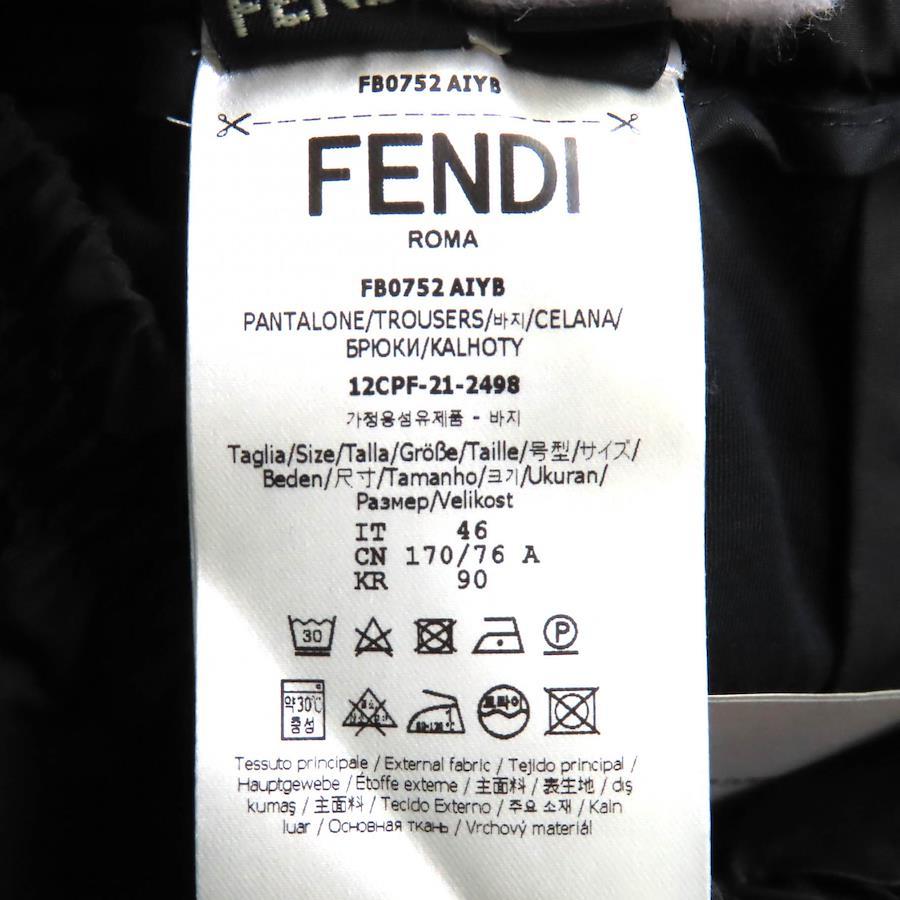 FENDI
FB0752 AIYB
FENDI
ROMA
FB0752 AIYB
PANTALONE/TROUSERS/바지/CELANA/
БРЮКИ/KALHOTY
12CPF-21-2498
가정용섬유제품 - 바지
Taglia/Size/Talla/Größe/Taille/号型/サイズ/
Beden/尺寸/Tamanho/크기/Ukuran/
Размер/Velikost
IT 46
CN 170/76 A
KR 90
30 P
약30℃ 드라이
중성
Tessuto principale / External fabric / Tejido principal /
Hauptgewebe / Étoffe externe / 主面料 / 表生地 / dış
kumaş / 主面料 / Tecido Externo / 주요 소재 / Kain
luar / Основная ткань / Vrchový materiál